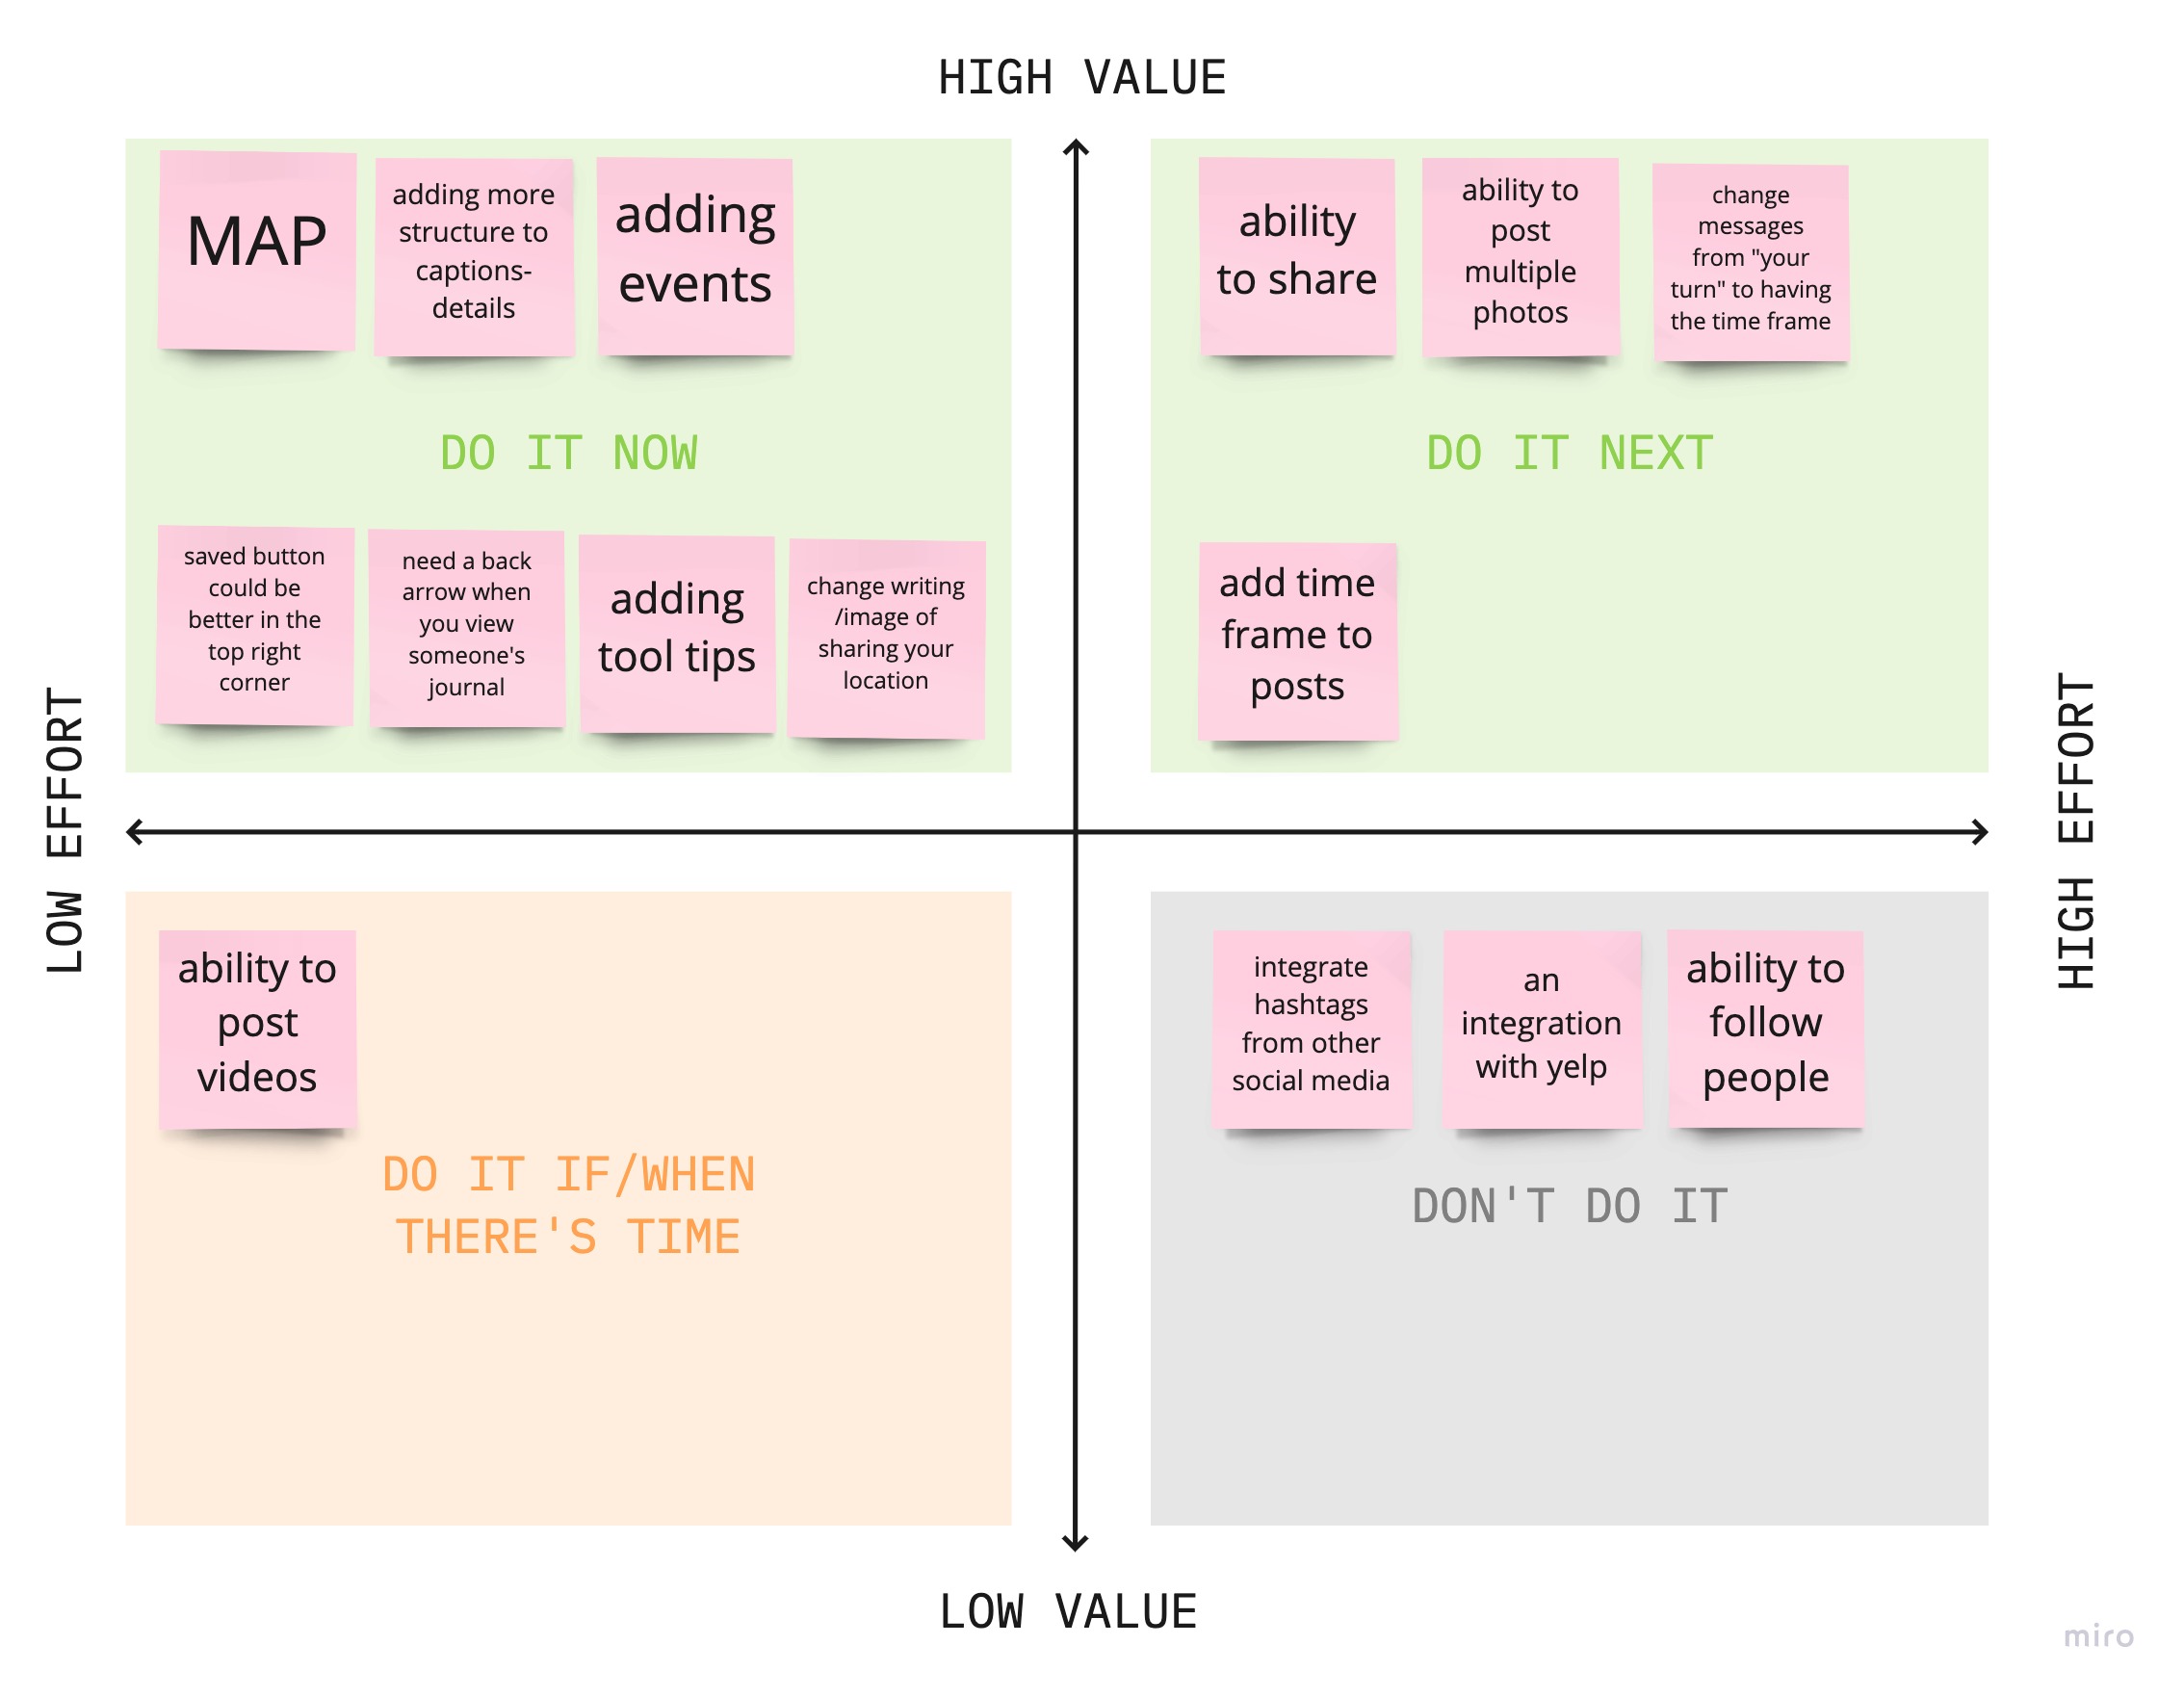 HIGH VALUE
MAP
adding more
structure to
captions-
details
adding
events
DO IT NOW
saved button
could be
better in the
top right
corner
need a back
arrow when
you view
someone's
journal
adding
tool tips
change writing
/image of
sharing your
location
ability
to share
ability to
post
multiple
photos
change
messages
from "your
turn" to having
the time frame
DO IT NEXT
add time
frame to
posts
LOW EFFORT
HIGH EFFORT
ability to
post
videos
DO IT IF/WHEN
THERE'S TIME
integrate
hashtags
from other
social media
an
integration
with yelp
ability to
follow
people
DON'T DO IT
LOW VALUE
miro